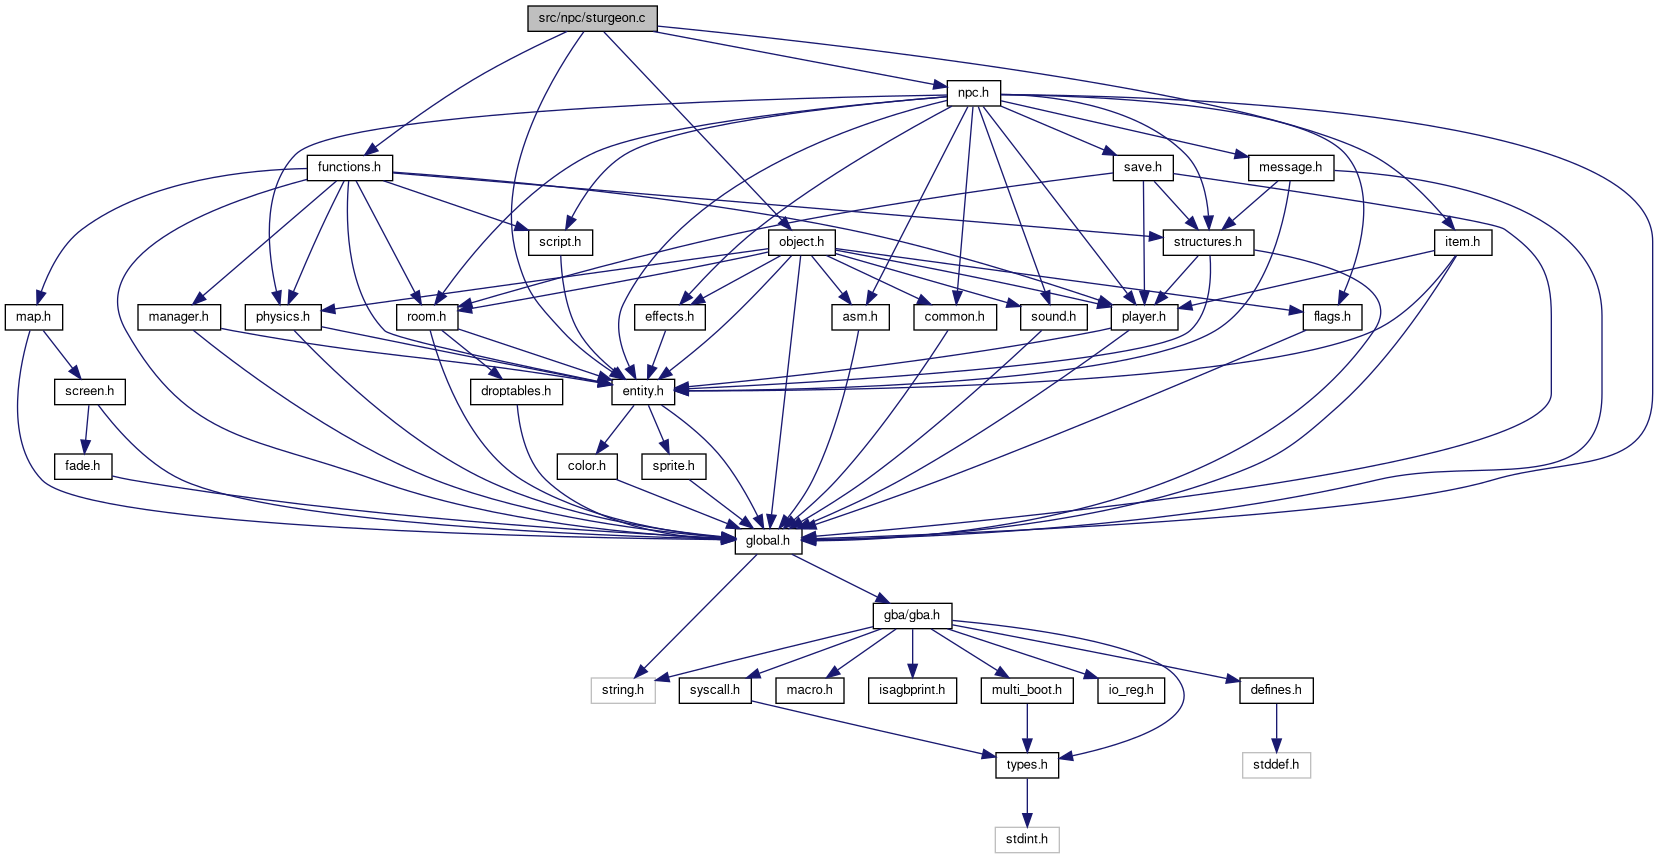 src/npc/sturgeon.c
npc.h
functions.h
save.h
message.h
script.h
object.h
structures.h
item.h
map.h
manager.h
physics.h
room.h
effects.h
asm.h
common.h
sound.h
player.h
flags.h
screen.h
droptables.h
entity.h
fade.h
color.h
sprite.h
global.h
gba/gba.h
string.h
syscall.h
macro.h
isagbprint.h
multi_boot.h
io_reg.h
defines.h
types.h
stddef.h
stdint.h